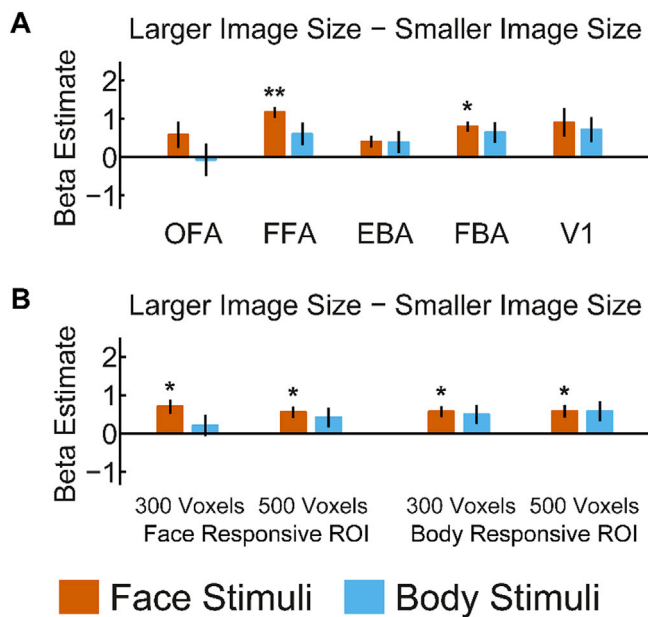 A
Larger Image Size − Smaller Image Size
Beta Estimate
2
1
0
−1
** *
OFA FFA EBA FBA V1
B
Larger Image Size − Smaller Image Size
Beta Estimate
2
1
0
−1
* * * *
300 Voxels 500 Voxels 300 Voxels 500 Voxels
Face Responsive ROI Body Responsive ROI
Face Stimuli Body Stimuli